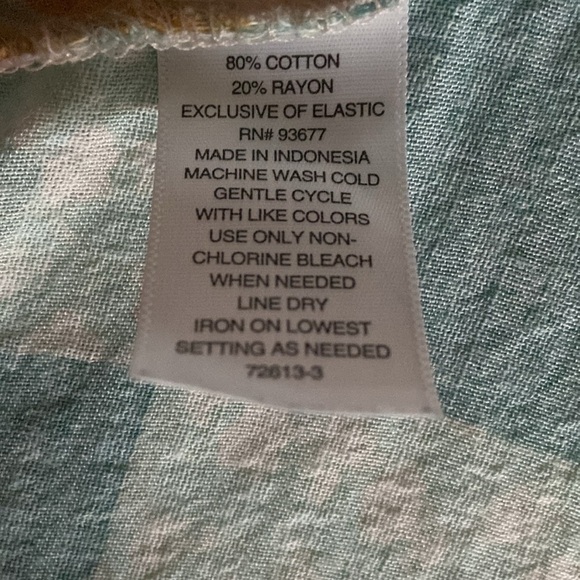 80% COTTON
20% RAYON
EXCLUSIVE OF ELASTIC
RN# 93677
MADE IN INDONESIA
MACHINE WASH COLD
GENTLE CYCLE
WITH LIKE COLORS
USE ONLY NON-
CHLORINE BLEACH
WHEN NEEDED
LINE DRY
IRON ON LOWEST
SETTING AS NEEDED
72613-3